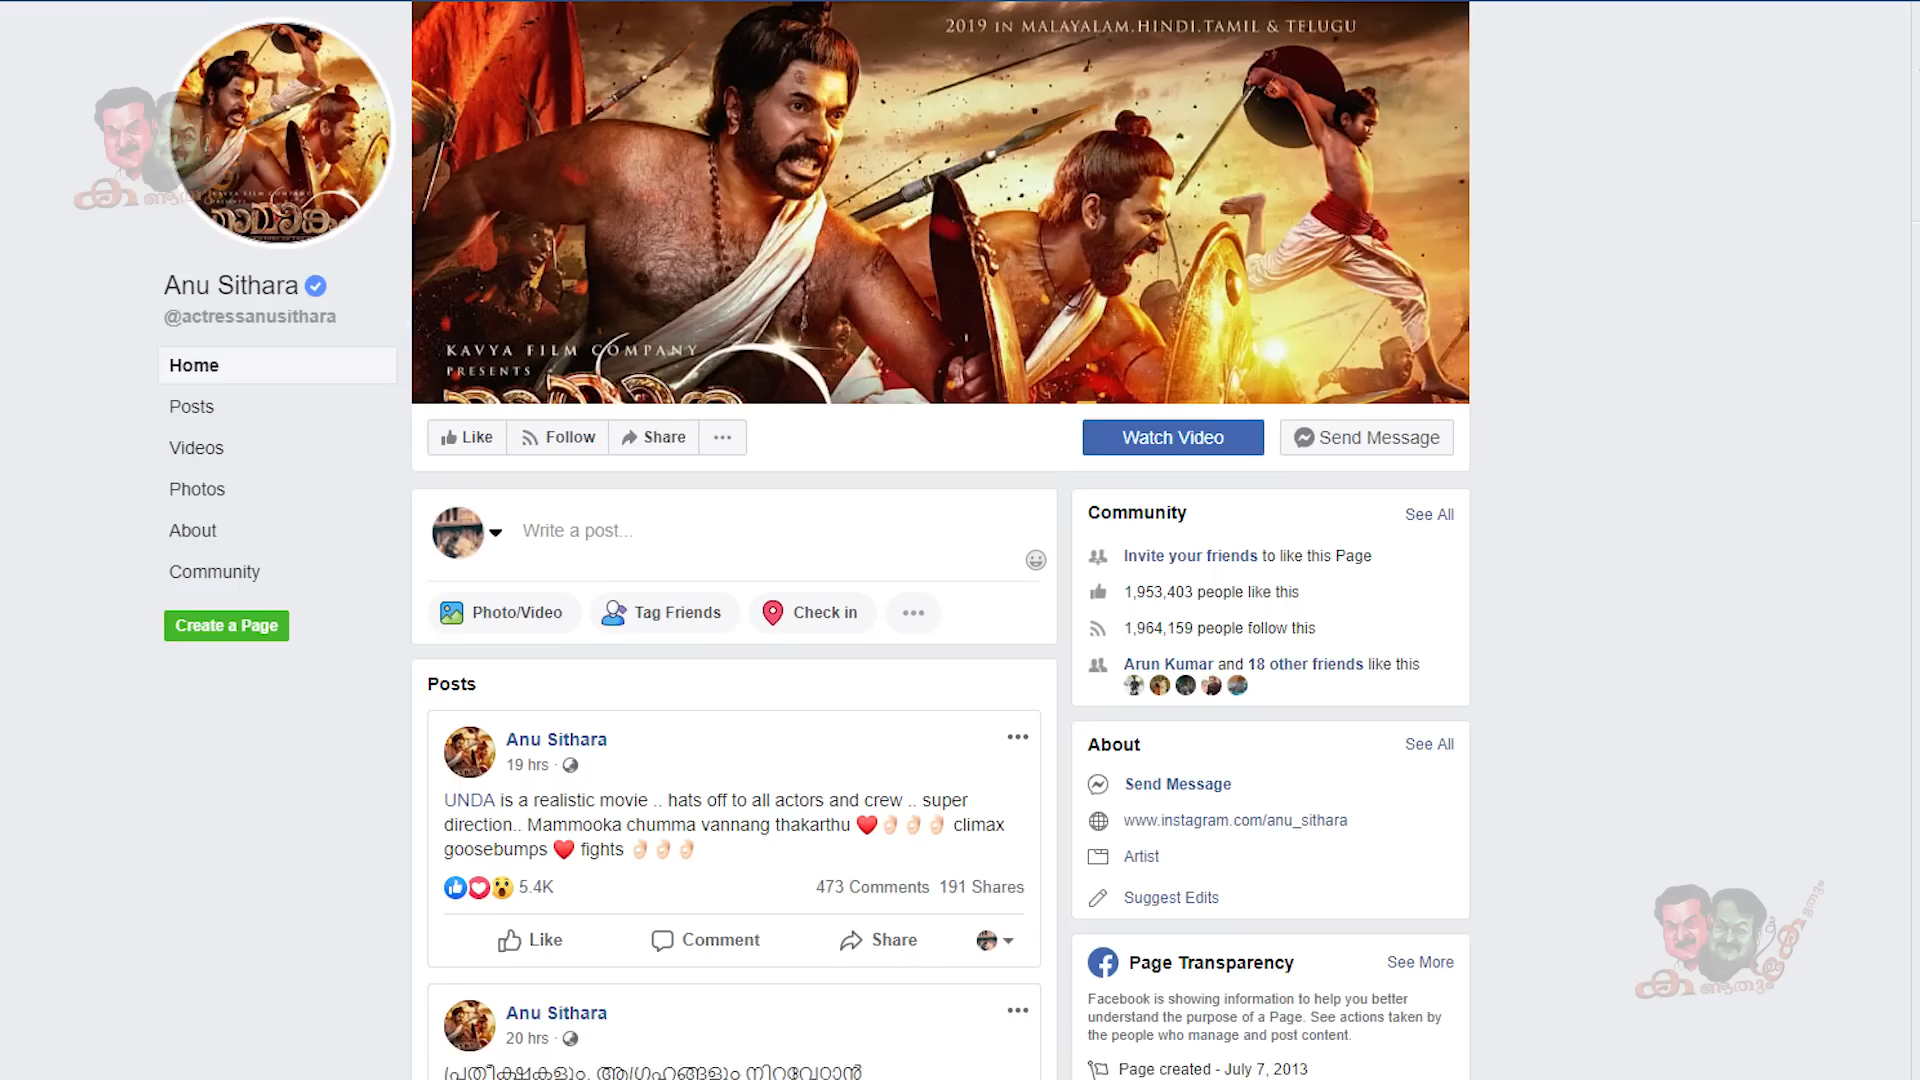 2019 IN MALAYALAM.HINDI.TAMIL & TELUGU
KAVYA FILM COMPANY
PRESENTS
Anu Sithara
@actressanusithara
Home
Posts
Videos
Photos
About
Community
Create a Page
Like
Follow
Share
Watch Video
Send Message
Write a post...
Photo/Video
Tag Friends
Check in
Posts
Anu Sithara
19 hrs ·
UNDA is a realistic movie .. hats off to all actors and crew .. super
direction.. Mammooka chumma vannang thakarthu ❤️👌🏻👌🏻👌🏻 climax
goosebumps ❤️ fights 👌🏻👌🏻👌🏻
5.4K
473 Comments 191 Shares
Like
Comment
Share
Anu Sithara
20 hrs ·
പ്രതീക്ഷകളും, ആഗ്രഹങ്ങളും നിറവേറാൻ
Community
See All
Invite your friends to like this Page
1,953,403 people like this
1,964,159 people follow this
Arun Kumar and 18 other friends like this
About
See All
Send Message
www.instagram.com/anu_sithara
Artist
Suggest Edits
Page Transparency
See More
Facebook is showing information to help you better
understand the purpose of a Page. See actions taken by
the people who manage and post content.
Page created - July 7, 2013